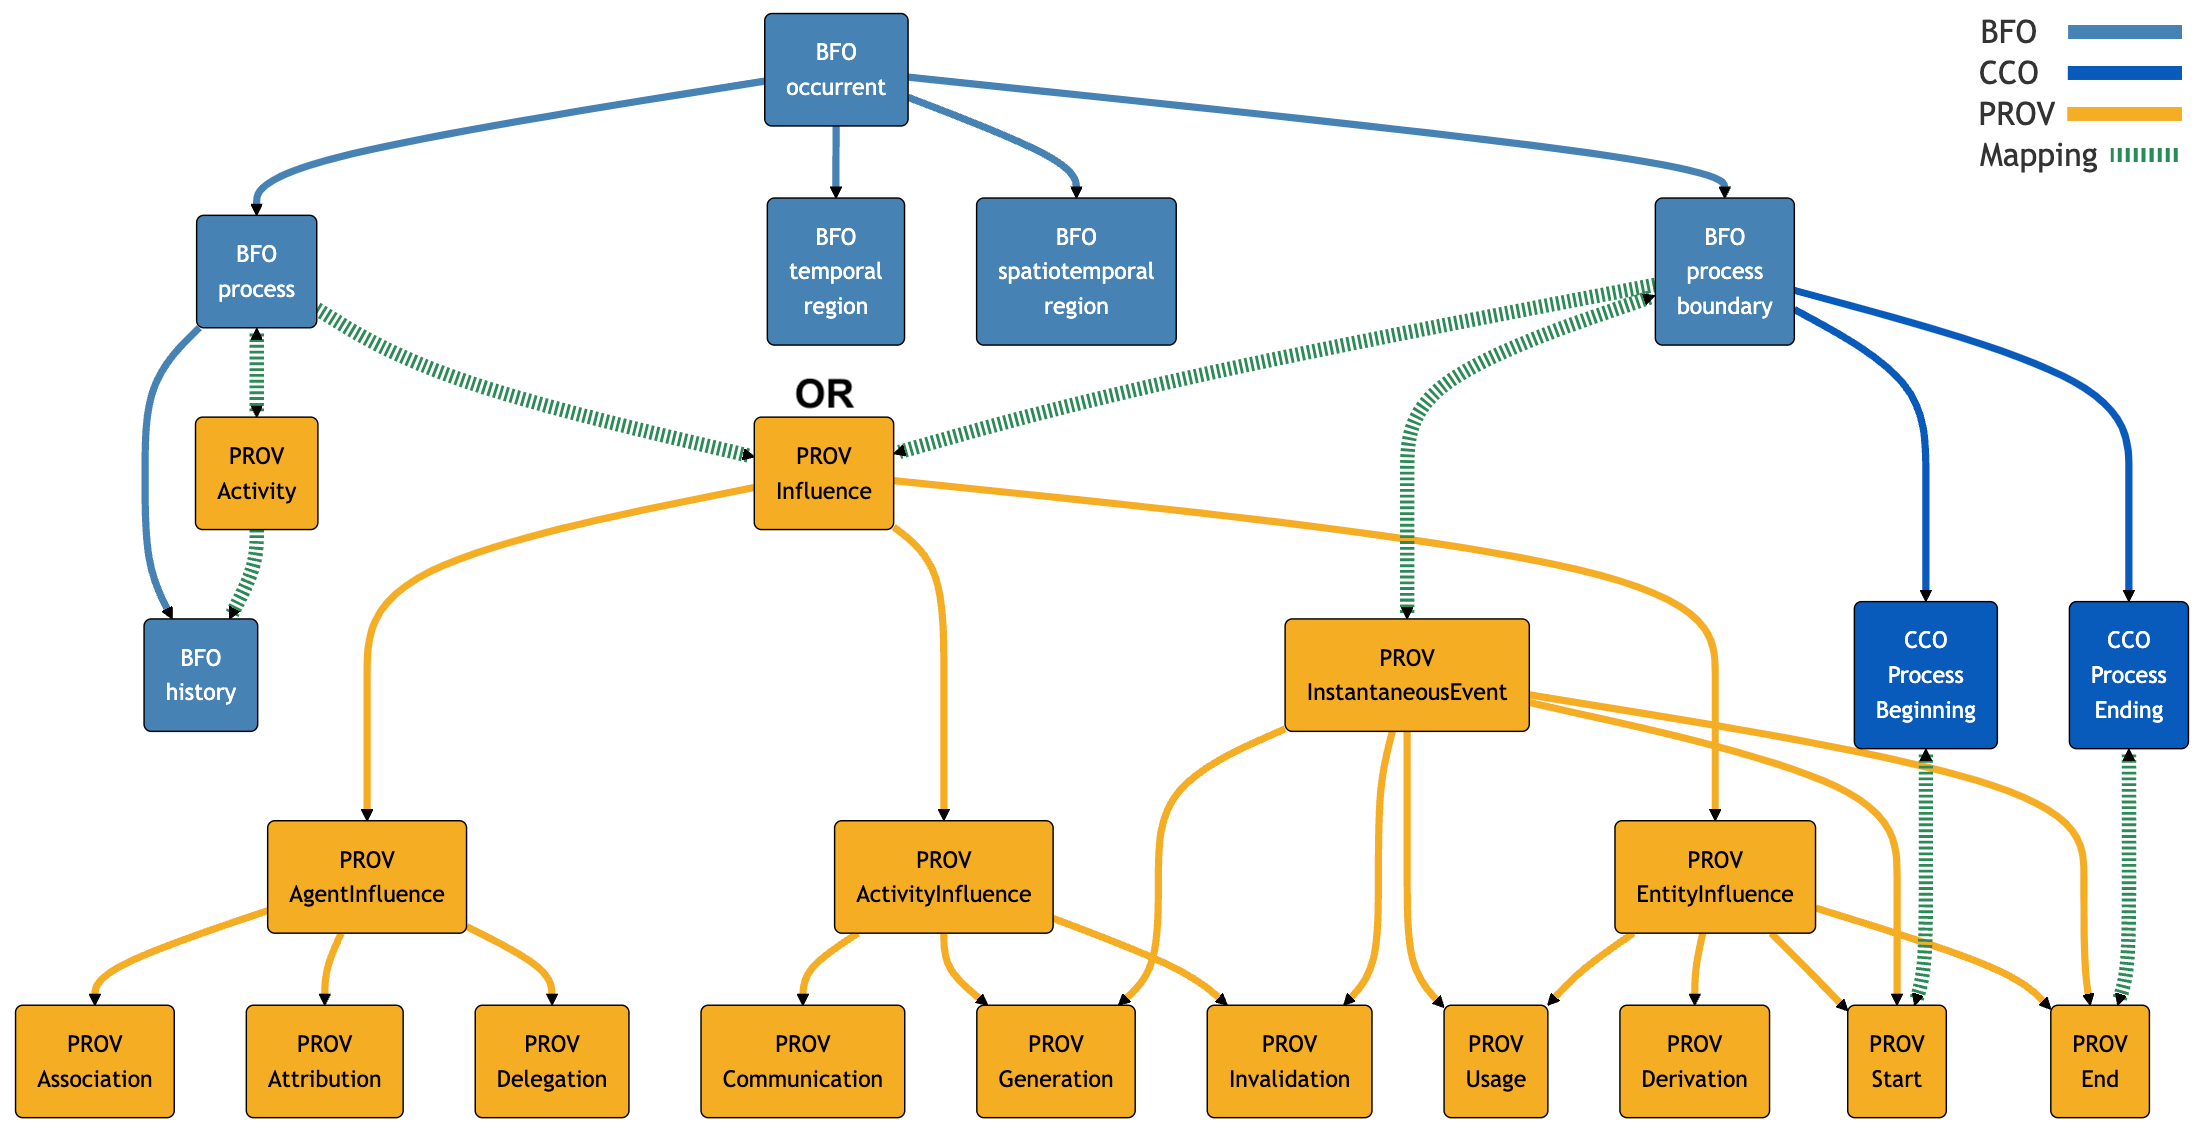 BFO
occurrent
BFO
CCO
PROV
Mapping
BFO
process
BFO
temporal
region
BFO
spatiotemporal
region
BFO
process
boundary
OR
PROV
Activity
PROV
Influence
BFO
history
PROV
InstantaneousEvent
CCO
Process
Beginning
CCO
Process
Ending
PROV
AgentInfluence
PROV
ActivityInfluence
PROV
EntityInfluence
PROV
Association
PROV
Attribution
PROV
Delegation
PROV
Communication
PROV
Generation
PROV
Invalidation
PROV
Usage
PROV
Derivation
PROV
Start
PROV
End